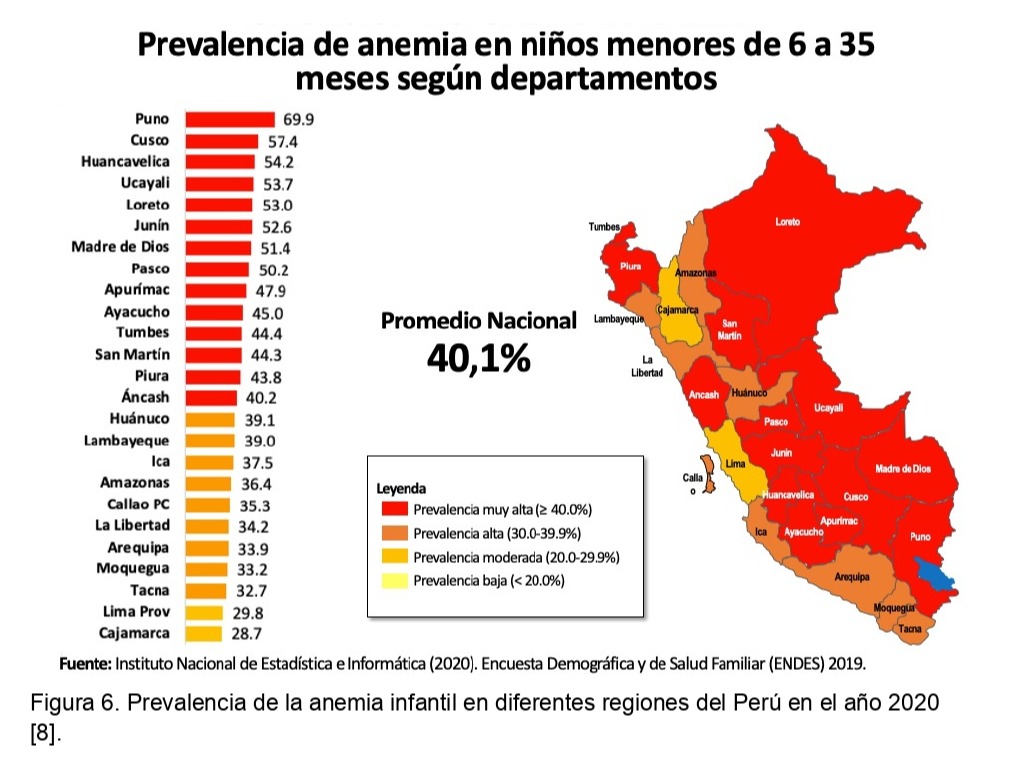 Prevalencia de anemia en niños menores de 6 a 35
meses según departamentos
Puno 69.9
Cusco 57.4
Huancavelica 54.2
Ucayali 53.7
Loreto 53.0
Junín 52.6
Madre de Dios 51.4
Pasco 50.2
Apurímac 47.9
Ayacucho 45.0
Tumbes 44.4
San Martín 44.3
Piura 43.8
Áncash 40.2
Huánuco 39.1
Lambayeque 39.0
Ica 37.5
Amazonas 36.4
Callao PC 35.3
La Libertad 34.2
Arequipa 33.9
Moquegua 33.2
Tacna 32.7
Lima Prov 29.8
Cajamarca 28.7
Promedio Nacional
40,1%
Leyenda
Prevalencia muy alta (≥ 40.0%)
Prevalencia alta (30.0-39.9%)
Prevalencia moderada (20.0-29.9%)
Prevalencia baja (< 20.0%)
Loreto
Tumbes
Piura
Amazonas
Cajamarca
Lambayeque
San
Martín
La
Libertad
Ancash
Huánuco
Ucayali
Pasco
Junin
Lima
Calla
o
Madre de Dios
Huancavelica
Cusco
Apurímac
Ica
Ayacucho
Puno
Arequipa
Moquegua
Tacna
Fuente: Instituto Nacional de Estadística e Informática (2020). Encuesta Demográfica y de Salud Familiar (ENDES) 2019.
Figura 6. Prevalencia de la anemia infantil en diferentes regiones del Perú en el año 2020
[8].